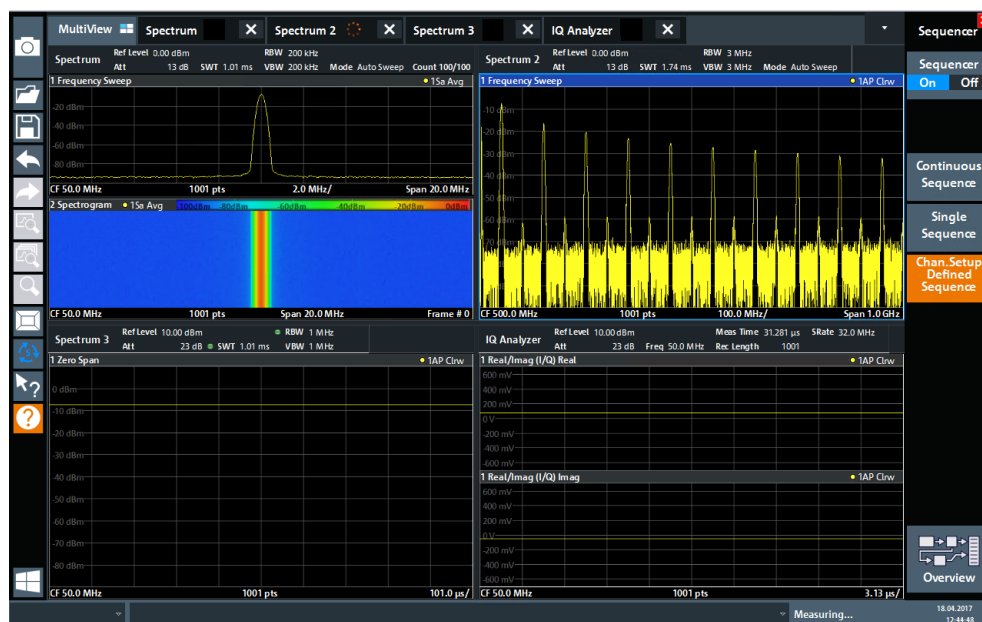 MultiView Spectrum X Spectrum 2 X Spectrum 3 X IQ Analyzer X
Spectrum
Ref Level 0.00 dBm RBW 200 kHz
Att 13 dB SWT 1.01 ms VBW 200 kHz Mode Auto Sweep Count 100/100
1 Frequency Sweep 1Sa Avg
-20 dBm
-40 dBm
-60 dBm
-80 dBm
CF 50.0 MHz 1001 pts 2.0 MHz/ Span 20.0 MHz
2 Spectrogram 1Sa Avg -100dBm -80dBm -60dBm -40dBm -20dBm 0dBm
CF 50.0 MHz 1001 pts Span 20.0 MHz Frame # 0
Spectrum 2
Ref Level 0.00 dBm RBW 3 MHz
Att 13 dB SWT 1.74 ms VBW 3 MHz Mode Auto Sweep
1 Frequency Sweep 1AP Clrw
-10 dBm
-20 dBm
-30 dBm
-40 dBm
-50 dBm
-60 dBm
-70 dBm
CF 500.0 MHz 1001 pts 100.0 MHz/ Span 1.0 GHz
Spectrum 3
Ref Level 10.00 dBm RBW 1 MHz
Att 23 dB SWT 1.01 ms VBW 1 MHz
1 Zero Span 1AP Clrw
0 dBm
-10 dBm
-20 dBm
-30 dBm
-40 dBm
-50 dBm
-60 dBm
-70 dBm
-80 dBm
CF 50.0 MHz 1001 pts 101.0 µs/
IQ Analyzer
Ref Level 10.00 dBm Meas Time 31.281 µs SRate 32.0 MHz
Att 23 dB Freq 50.0 MHz Rec Length 1001
1 Real/Imag (I/Q) Real 1AP Clrw
600 mV
400 mV
200 mV
0 V
-200 mV
-400 mV
-600 mV
1 Real/Imag (I/Q) Imag 1AP Clrw
600 mV
400 mV
200 mV
0 V
-200 mV
-400 mV
-600 mV
CF 50.0 MHz 1001 pts 3.13 µs/
Sequencer
Sequencer
On Off
Continuous
Sequence
Single
Sequence
Chan.Setup
Defined
Sequence
Overview
Measuring...
18.04.2017
12:44:48